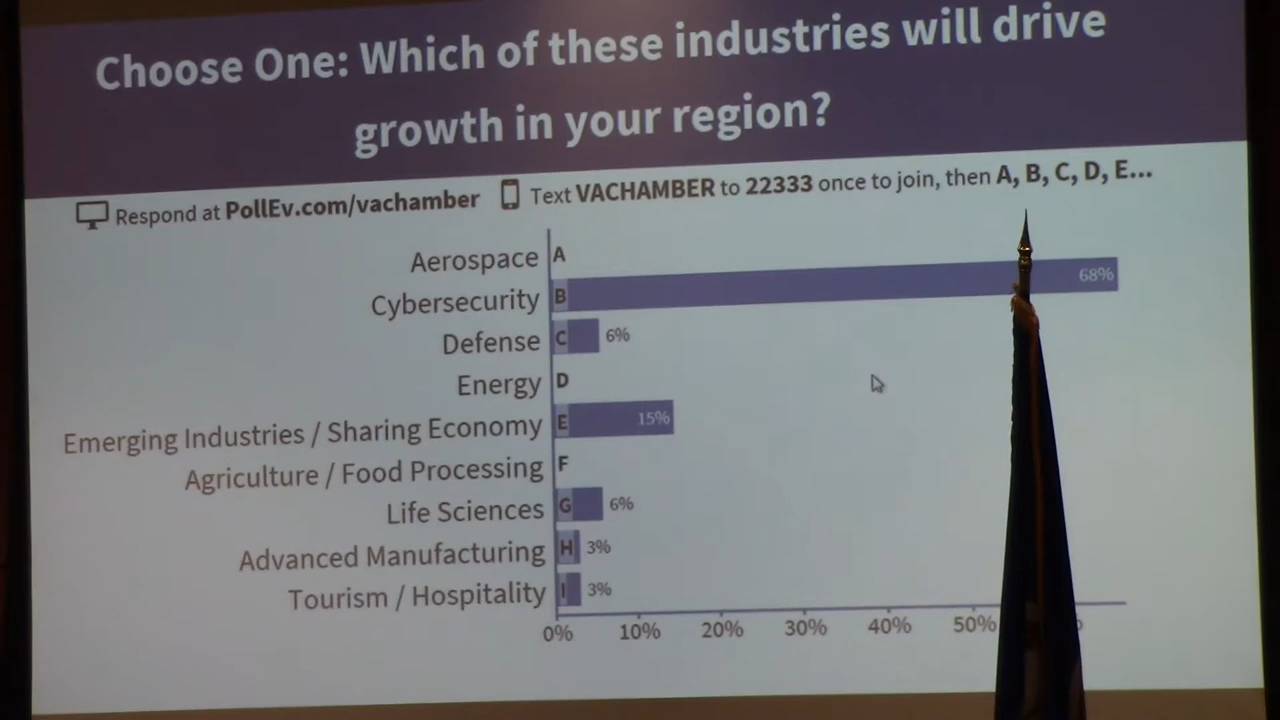 Choose One: Which of these industries will drive
growth in your region?
Respond at PollEv.com/vachamber Text VACHAMBER to 22333 once to join, then A, B, C, D, E...
Aerospace A
Cybersecurity B 68%
Defense C 6%
Energy D
Emerging Industries / Sharing Economy E 15%
Agriculture / Food Processing F
Life Sciences G 6%
Advanced Manufacturing H 3%
Tourism / Hospitality I 3%
0% 10% 20% 30% 40% 50%